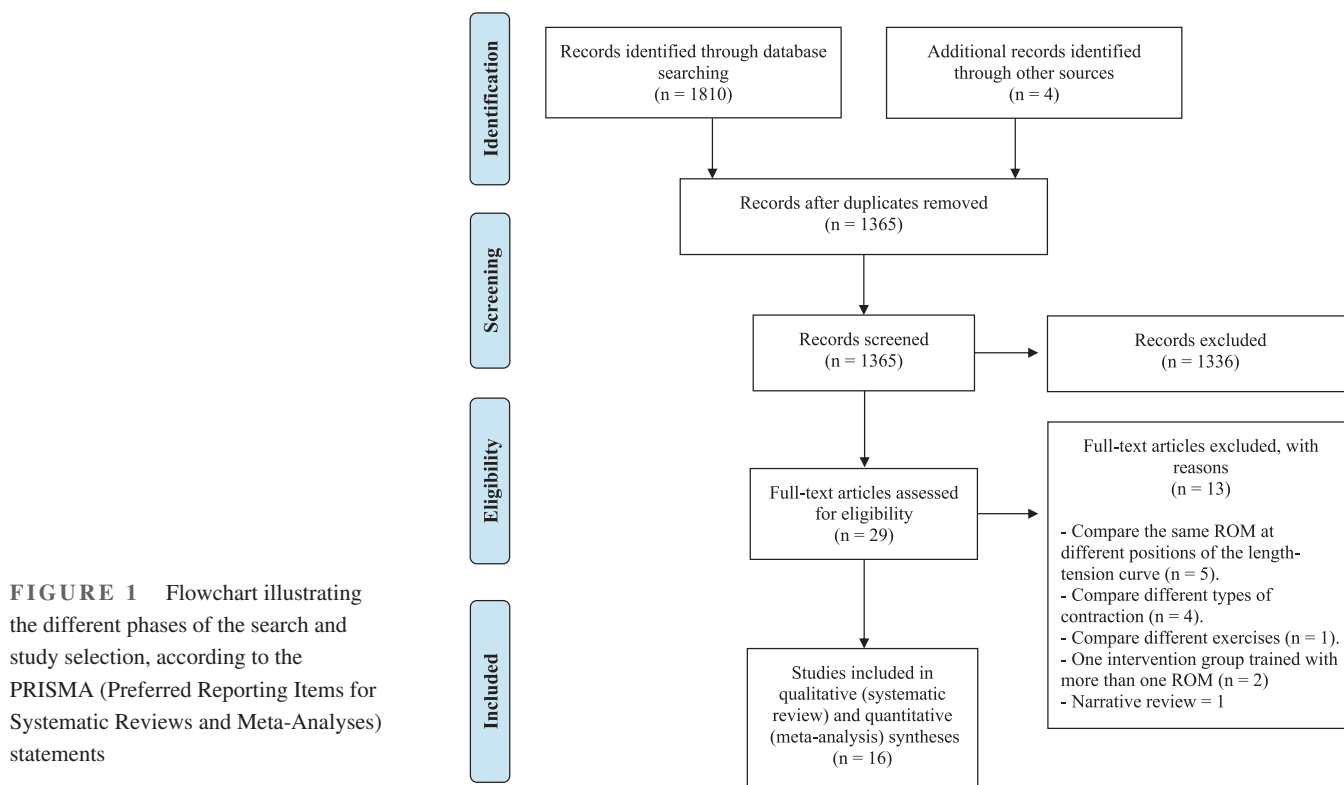 Identification
Records identified through database
searching
(n = 1810)
Additional records identified
through other sources
(n = 4)
Records after duplicates removed
(n = 1365)
Screening
Records screened
(n = 1365)
Records excluded
(n = 1336)
Eligibility
Full-text articles assessed
for eligibility
(n = 29)
Full-text articles excluded, with
reasons
(n = 13)
- Compare the same ROM at
different positions of the length-
tension curve (n = 5).
- Compare different types of
contraction (n = 4).
- Compare different exercises (n = 1).
- One intervention group trained with
more than one ROM (n = 2)
- Narrative review = 1
Included
Studies included in
qualitative (systematic
review) and quantitative
(meta-analysis) syntheses
(n = 16)
FIGURE 1 Flowchart illustrating
the different phases of the search and
study selection, according to the
PRISMA (Preferred Reporting Items for
Systematic Reviews and Meta-Analyses)
statements